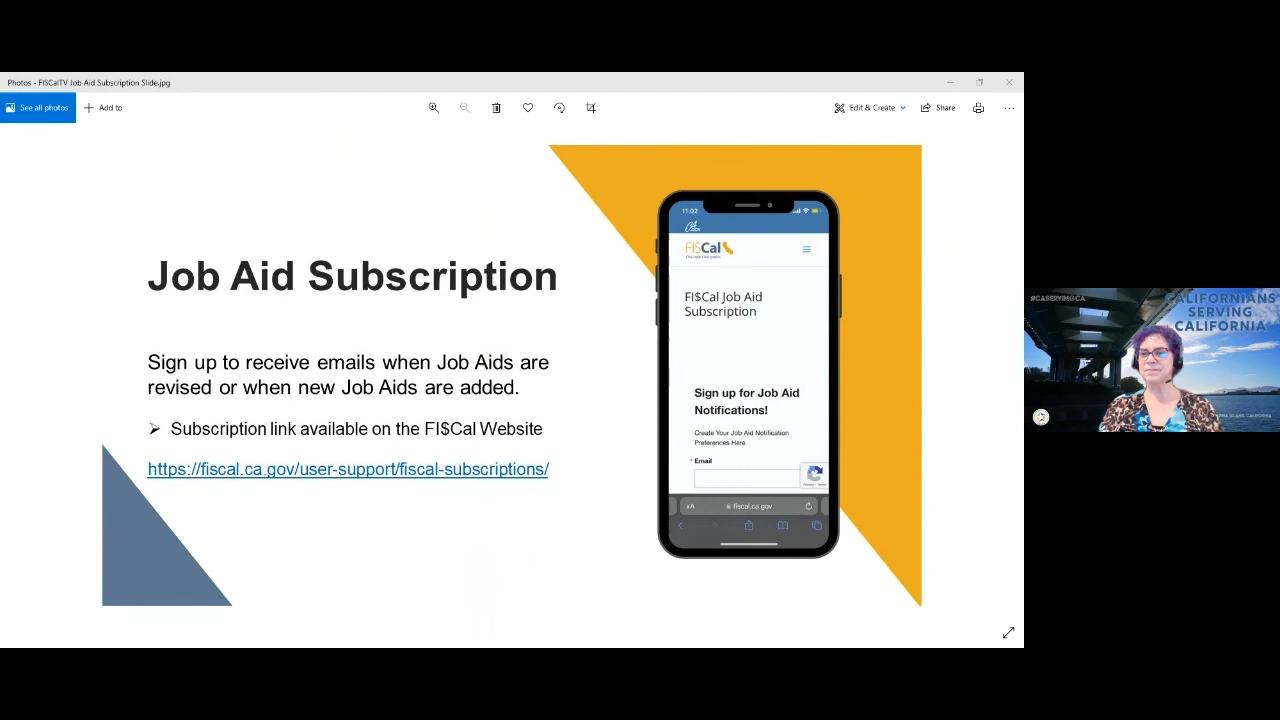 Photos - FISCalTV Job Aid Subscription Slide.jpg
See all photos
Add to
Edit & Create
Share
Job Aid Subscription
Sign up to receive emails when Job Aids are
revised or when new Job Aids are added.
➢ Subscription link available on the FI$Cal Website
https://fiscal.ca.gov/user-support/fiscal-subscriptions/
11:02
FI$Cal
FI$Cal Job Aid
Subscription
Sign up for Job Aid
Notifications!
Create Your Job Aid Notification
Preferences Here
* Email
Privacy - Terms
AA
fiscal.ca.gov
#CASERVINGCA
CALIFORNIANS
SERVING
CALIFORNIA